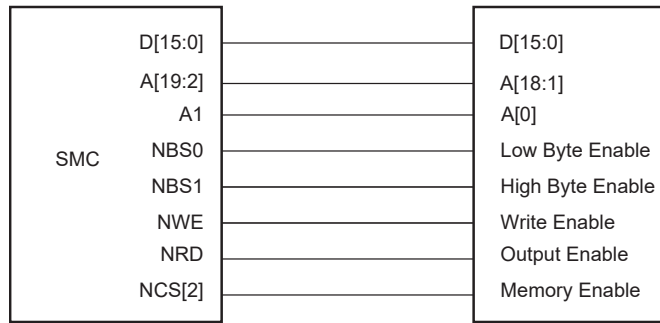 D[15:0] D[15:0]
A[19:2] A[18:1]
A1 A[0]
NBS0 Low Byte Enable
SMC
NBS1 High Byte Enable
NWE Write Enable
NRD Output Enable
NCS[2] Memory Enable